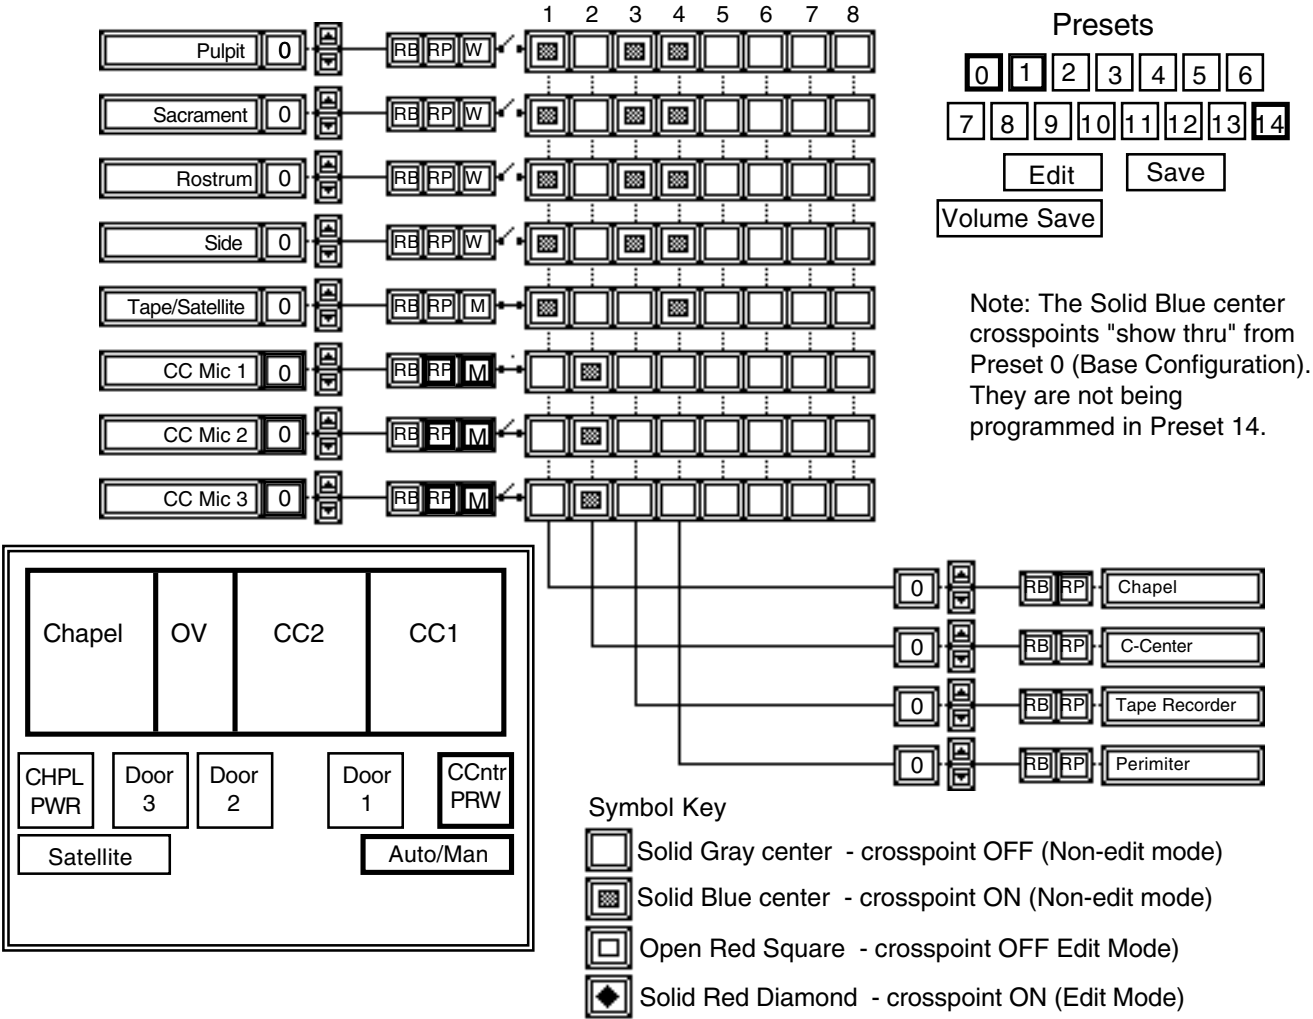 1 2 3 4 5 6 7 8
Pulpit 0 RB RP W
Sacrament 0 RB RP W
Rostrum 0 RB RP W
Side 0 RB RP W
Tape/Satellite 0 RB RP M
CC Mic 1 0 RB RP M
CC Mic 2 0 RB RP M
CC Mic 3 0 RB RP M
Presets
0 1 2 3 4 5 6
7 8 9 10 11 12 13 14
Edit Save
Volume Save
Note: The Solid Blue center
crosspoints "show thru" from
Preset 0 (Base Configuration).
They are not being
programmed in Preset 14.
Chapel OV CC2 CC1
CHPL
PWR
Door
3
Door
2
Door
1
CCntr
PRW
Satellite
Auto/Man
0 RB RP Chapel
0 RB RP C-Center
0 RB RP Tape Recorder
0 RB RP Perimiter
Symbol Key
Solid Gray center - crosspoint OFF (Non-edit mode)
Solid Blue center - crosspoint ON (Non-edit mode)
Open Red Square - crosspoint OFF Edit Mode)
Solid Red Diamond - crosspoint ON (Edit Mode)